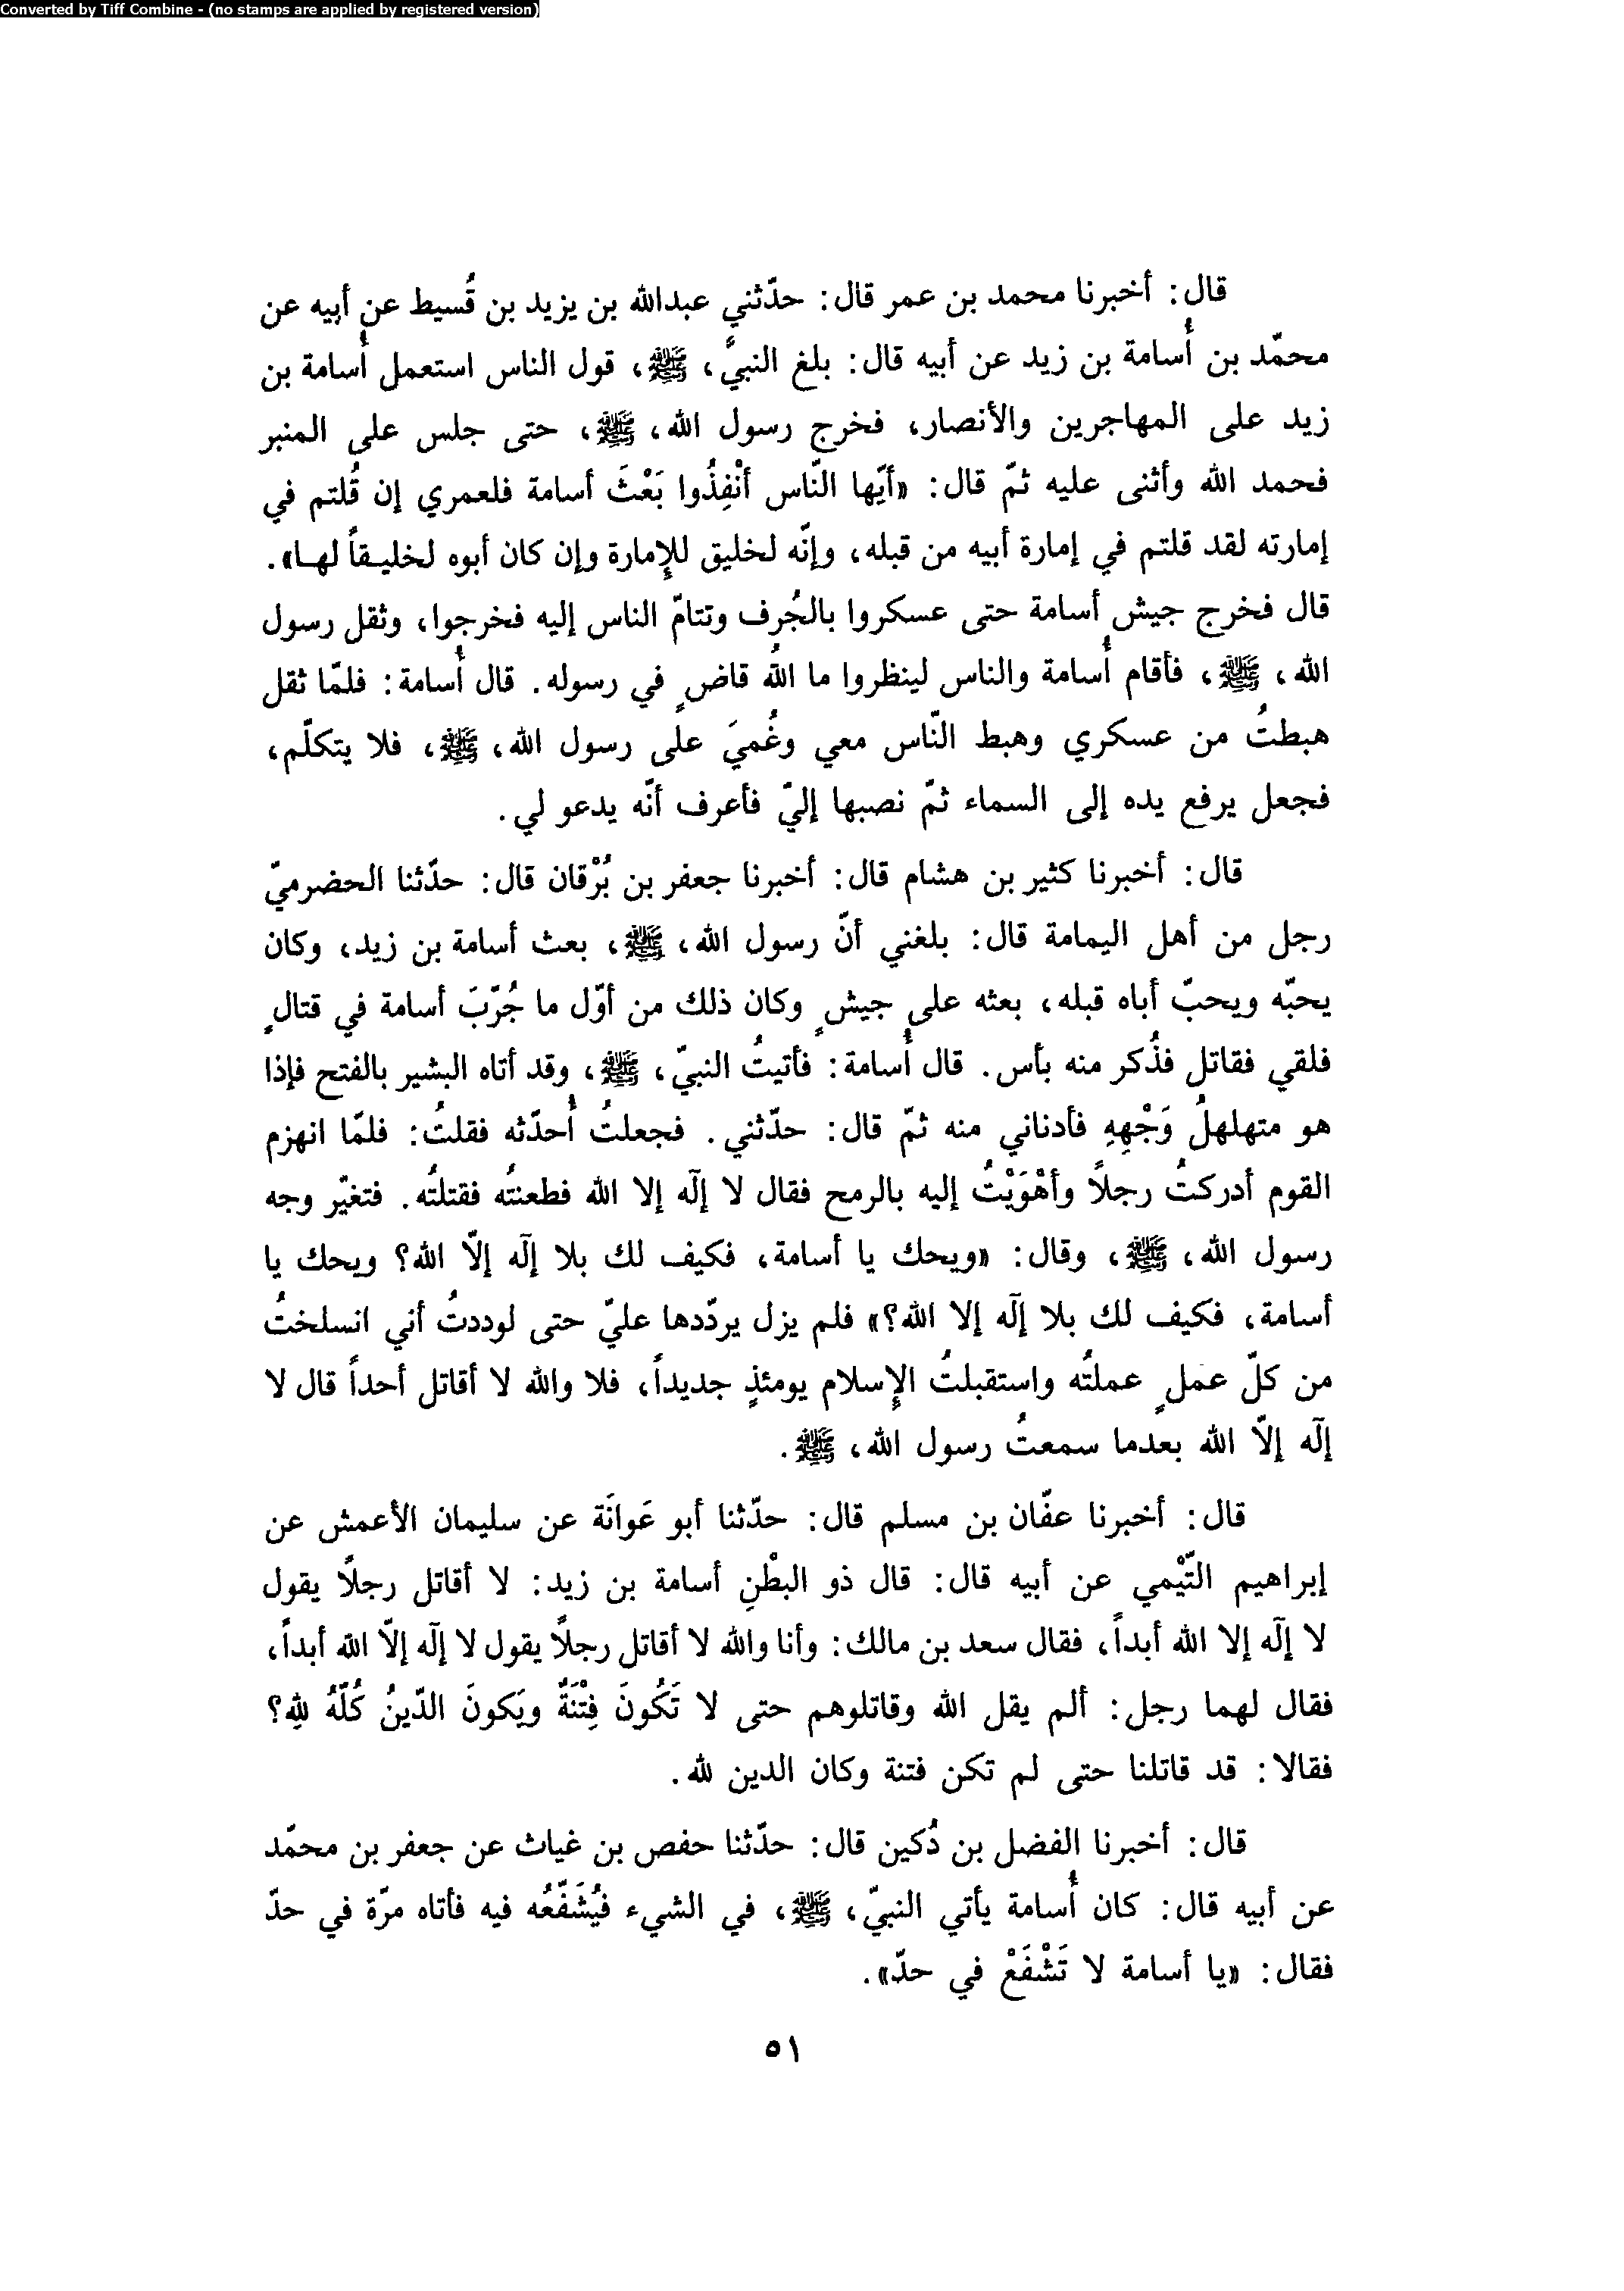 Converted by Tiff Combine - (no stamps are applied by registered version)
قال: أخبرنا محمد بن عمر قال: حدّثني عبدالله بن يزيد بن قُسيط عن أبيه عن
محمّد بن أُسامة بن زيد عن أبيه قال: بلغ النبيَّ، ﷺ، قول الناس استعمل أُسامة بن
زيد على المهاجرين والأنصار، فخرج رسول الله، ﷺ، حتى جلس على المنبر
فحمد الله وأثنى عليه ثمّ قال: «أيّها النّاس أنْفِذُوا بَعْثَ أسامة فلعمري إن قُلتم في
إمارته لقد قلتم في إمارة أبيه من قبله، وإنّه لخليق للإِمارة وإن كان أبوه لخليـقاً لهـا».
قال فخرج جيش أسامة حتى عسكروا بالجُرف وتتامّ الناس إليه فخرجوا، وثقل رسول
الله، ﷺ، فأقام أُسامة والناس لينظروا ما اللهُ قاضٍ في رسوله. قال أُسامة: فلمّا ثقل
هبطتُ من عسكري وهبط النّاس معي وغُميَ على رسول الله، ﷺ، فلا يتكلّم،
فجعل يرفع يده إلى السماء ثمّ نصبها إليّ فأعرف أنّه يدعو لي.
قال: أخبرنا كثير بن هشام قال: أخبرنا جعفر بن بُرْقان قال: حدّثنا الحضرميّ
رجل من أهل اليمامة قال: بلغني أنّ رسول الله، ﷺ، بعث أسامة بن زيد، وكان
يحبّه ويحبّ أباه قبله، بعثه على جيشٍ وكان ذلك من أوّل ما جُرّبَ أسامة في قتالٍ
فلقي فقاتل فذُكر منه بأس. قال أُسامة: فأتيتُ النبيّ، ﷺ، وقد أتاه البشير بالفتح فإذا
هو متهلهلُ وَجْهِهِ فأدناني منه ثمّ قال: حدّثني. فجعلتُ أُحدّثه فقلتُ: فلمّا انهزم
القوم أدركتُ رجلاً وأهْوَيْتُ إليه بالرمح فقال لا إلَه إلا الله فطعنتُه فقتلتُه. فتغيّر وجه
رسول الله، ﷺ، وقال: «ويحك يا أسامة، فكيف لك بلا إلَه إلاّ الله؟ ويحك يا
أسامة، فكيف لك بلا إلَه إلا الله؟» فلم يزل يردّدها عليّ حتى لوددتُ أني انسلختُ
من كلّ عملٍ عملتُه واستقبلتُ الإِسلام يومئذٍ جديداً، فلا والله لا أقاتل أحداً قال لا
إلَه إلاّ الله بعدما سمعتُ رسول الله، ﷺ.
قال: أخبرنا عفّان بن مسلم قال: حدّثنا أبو عَوانَة عن سليمان الأعمش عن
إبراهيم التّيْمي عن أبيه قال: قال ذو البطْنِ أسامة بن زيد: لا أقاتل رجلاً يقول
لا إلَه إلا الله أبداً، فقال سعد بن مالك: وأنا والله لا أقاتل رجلاً يقول لا إلَه إلاّ الله أبداً،
فقال لهما رجل: ألم يقل الله وقاتلوهم حتى لا تَكُونَ فِتْنَةٌ ويَكونَ الدّينُ كُلّهُ لِلهِ؟
فقالا: قد قاتلنا حتى لم تكن فتنة وكان الدين لله.
قال: أخبرنا الفضل بن دُكين قال: حدّثنا حفص بن غياث عن جعفر بن محمّد
عن أبيه قال: كان أُسامة يأتي النبيّ، ﷺ، في الشيء فيُشَفّعُه فيه فأتاه مرّة في حدّ
فقال: «يا أسامة لا تَشْفَعْ في حدّ».
٥١